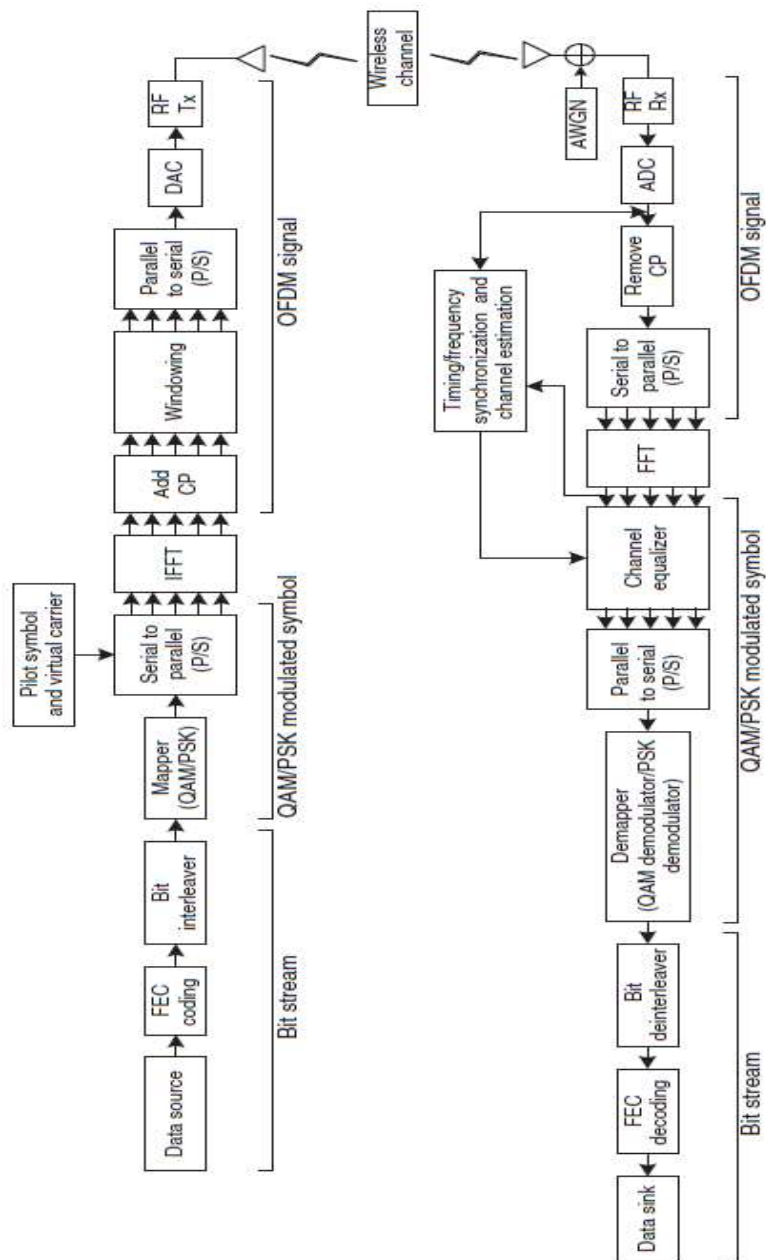 Data source
FEC
coding
Bit
interleaver
Mapper
(QAM/PSK)
Pilot symbol
and virtual carrier
Serial to
parallel
(P/S)
IFFT
Add
CP
Windowing
Parallel
to serial
(P/S)
DAC
RF
Tx
Bit stream
QAM/PSK modulated symbol
OFDM signal
Wireless
channel
AWGN
RF
Rx
ADC
Remove
CP
Timing/frequency
synchronization and
channel estimation
Serial to
parallel
(P/S)
FFT
Channel
equalizer
Parallel
to serial
(P/S)
Demapper
(QAM demodulator/PSK
demodulator)
Bit
deinterleaver
FEC
decoding
Data sink
Bit stream
QAM/PSK modulated symbol
OFDM signal